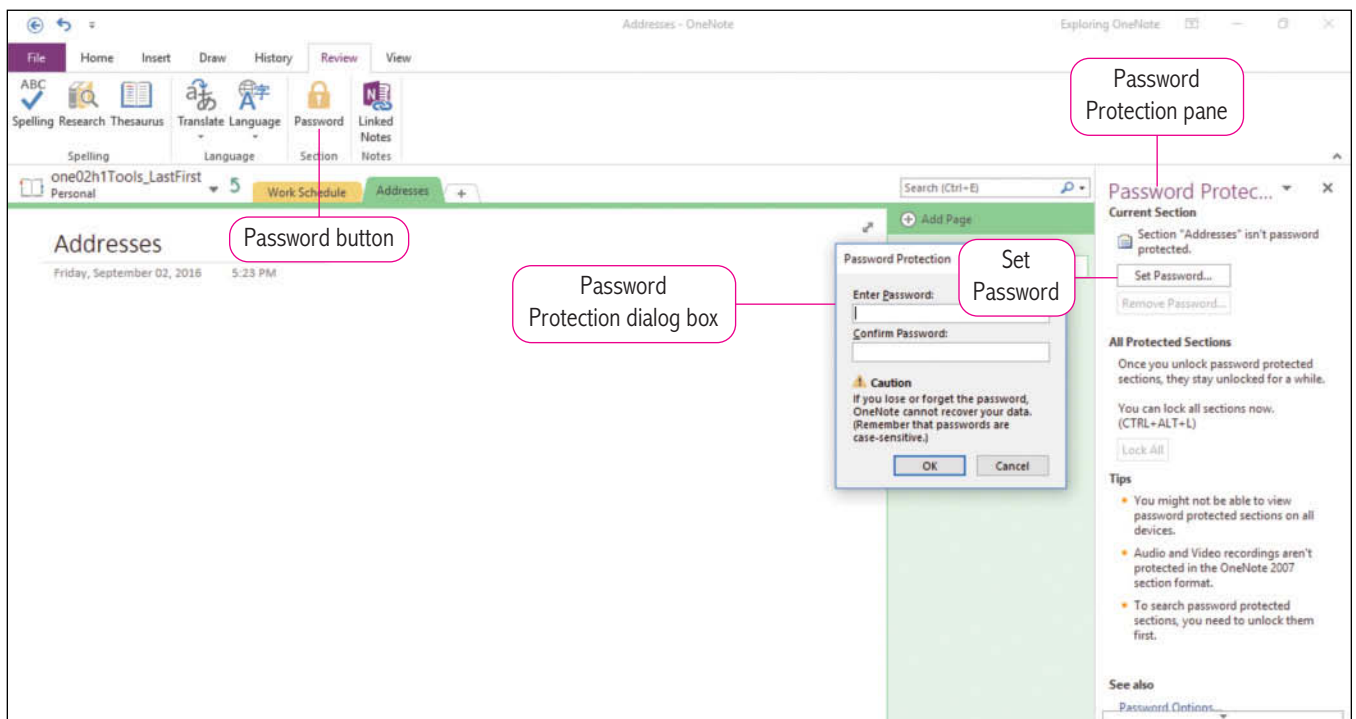 Addresses - OneNote
Exploring OneNote
File Home Insert Draw History Review View
ABC
Spelling Research Thesaurus Translate Language Password Linked
Notes
Spelling Language Section Notes
one02h1Tools_LastFirst
Personal
5
Work Schedule Addresses +
Search (Ctrl+E)
Add Page
Addresses
Friday, September 02, 2016 5:23 PM
Password button
Password
Protection dialog box
Password Protection
Enter Password:
Confirm Password:
Caution
If you lose or forget the password,
OneNote cannot recover your data.
(Remember that passwords are
case-sensitive.)
OK Cancel
Set
Password
Password
Protection pane
Password Protec...
Current Section
Section "Addresses" isn't password
protected.
Set Password...
Remove Password...
All Protected Sections
Once you unlock password protected
sections, they stay unlocked for a while.
You can lock all sections now.
(CTRL+ALT+L)
Lock All
Tips
You might not be able to view
password protected sections on all
devices.
Audio and Video recordings aren't
protected in the OneNote 2007
section format.
To search password protected
sections, you need to unlock them
first.
See also
Password Options...